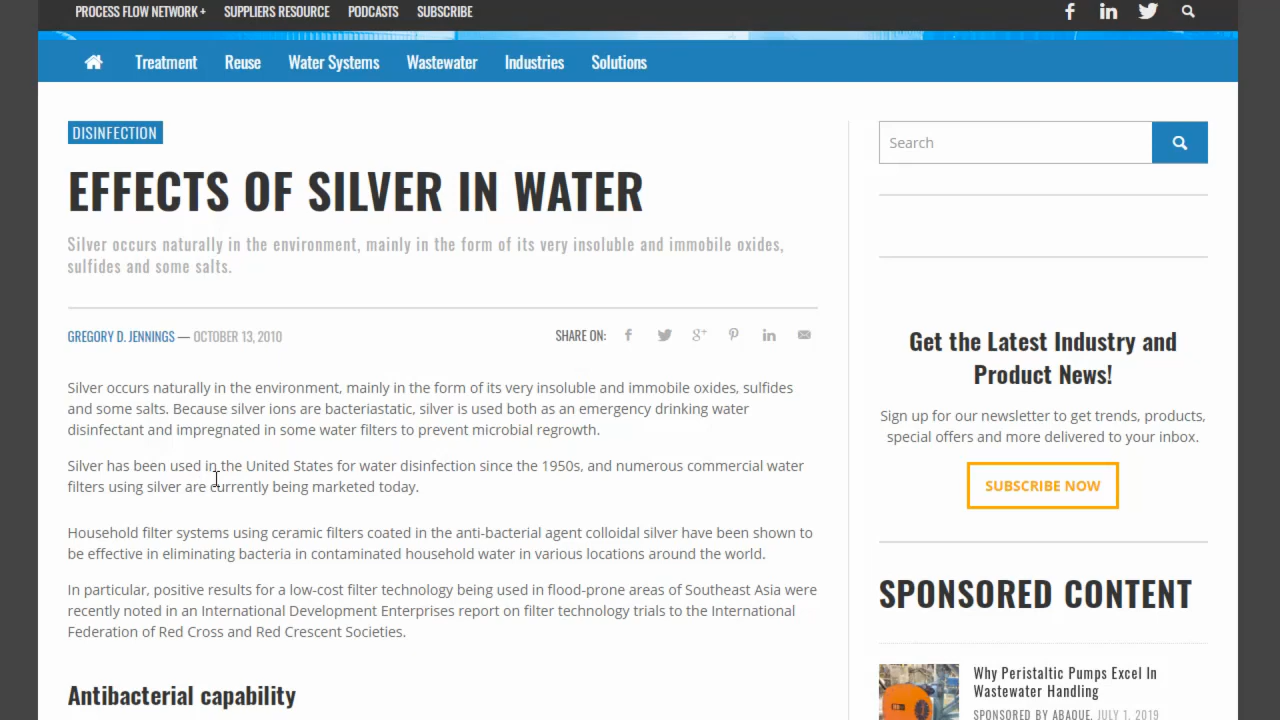 PROCESS FLOW NETWORK + SUPPLIERS RESOURCE PODCASTS SUBSCRIBE
Treatment Reuse Water Systems Wastewater Industries Solutions
DISINFECTION
EFFECTS OF SILVER IN WATER
Silver occurs naturally in the environment, mainly in the form of its very insoluble and immobile oxides,
sulfides and some salts.
GREGORY D. JENNINGS — OCTOBER 13, 2010
SHARE ON:
Silver occurs naturally in the environment, mainly in the form of its very insoluble and immobile oxides, sulfides
and some salts. Because silver ions are bacteriastatic, silver is used both as an emergency drinking water
disinfectant and impregnated in some water filters to prevent microbial regrowth.
Silver has been used in the United States for water disinfection since the 1950s, and numerous commercial water
filters using silver are currently being marketed today.
Household filter systems using ceramic filters coated in the anti-bacterial agent colloidal silver have been shown to
be effective in eliminating bacteria in contaminated household water in various locations around the world.
In particular, positive results for a low-cost filter technology being used in flood-prone areas of Southeast Asia were
recently noted in an International Development Enterprises report on filter technology trials to the International
Federation of Red Cross and Red Crescent Societies.
Antibacterial capability
Search
Get the Latest Industry and
Product News!
Sign up for our newsletter to get trends, products,
special offers and more delivered to your inbox.
SUBSCRIBE NOW
SPONSORED CONTENT
Why Peristaltic Pumps Excel In
Wastewater Handling
SPONSORED BY ABAQUE, JULY 1, 2019